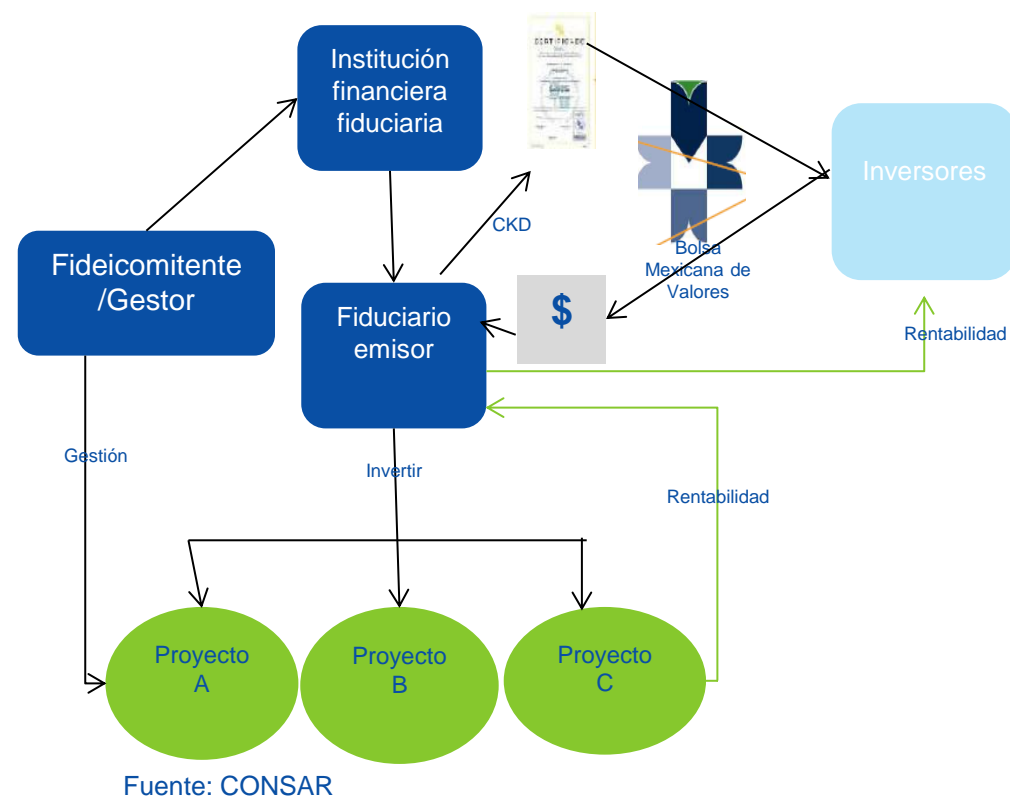 Institución
financiera
fiduciaria
CERTIFICADO
Inversores
CKD
Fideicomitente
/Gestor
Bolsa
Mexicana de
Valores
Fiduciario
emisor
$
Rentabilidad
Gestión
Invertir
Rentabilidad
Proyecto
A
Proyecto
B
Proyecto
C
Fuente: CONSAR